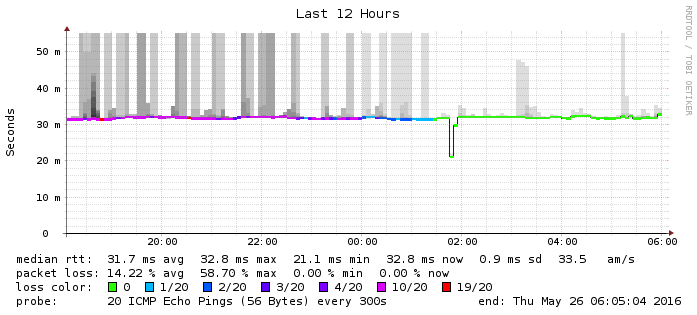 Last 12 Hours
RRDTOOL / TOBI OETIKER
Seconds
50 m
40 m
30 m
20 m
10 m
0
20:00 22:00 00:00 02:00 04:00 06:00
median rtt: 31.7 ms avg 32.8 ms max 21.1 ms min 32.8 ms now 0.9 ms sd 33.5 am/s
packet loss: 14.22 % avg 58.70 % max 0.00 % min 0.00 % now
loss color: 0 1/20 2/20 3/20 4/20 10/20 19/20
probe: 20 ICMP Echo Pings (56 Bytes) every 300s end: Thu May 26 06:05:04 2016